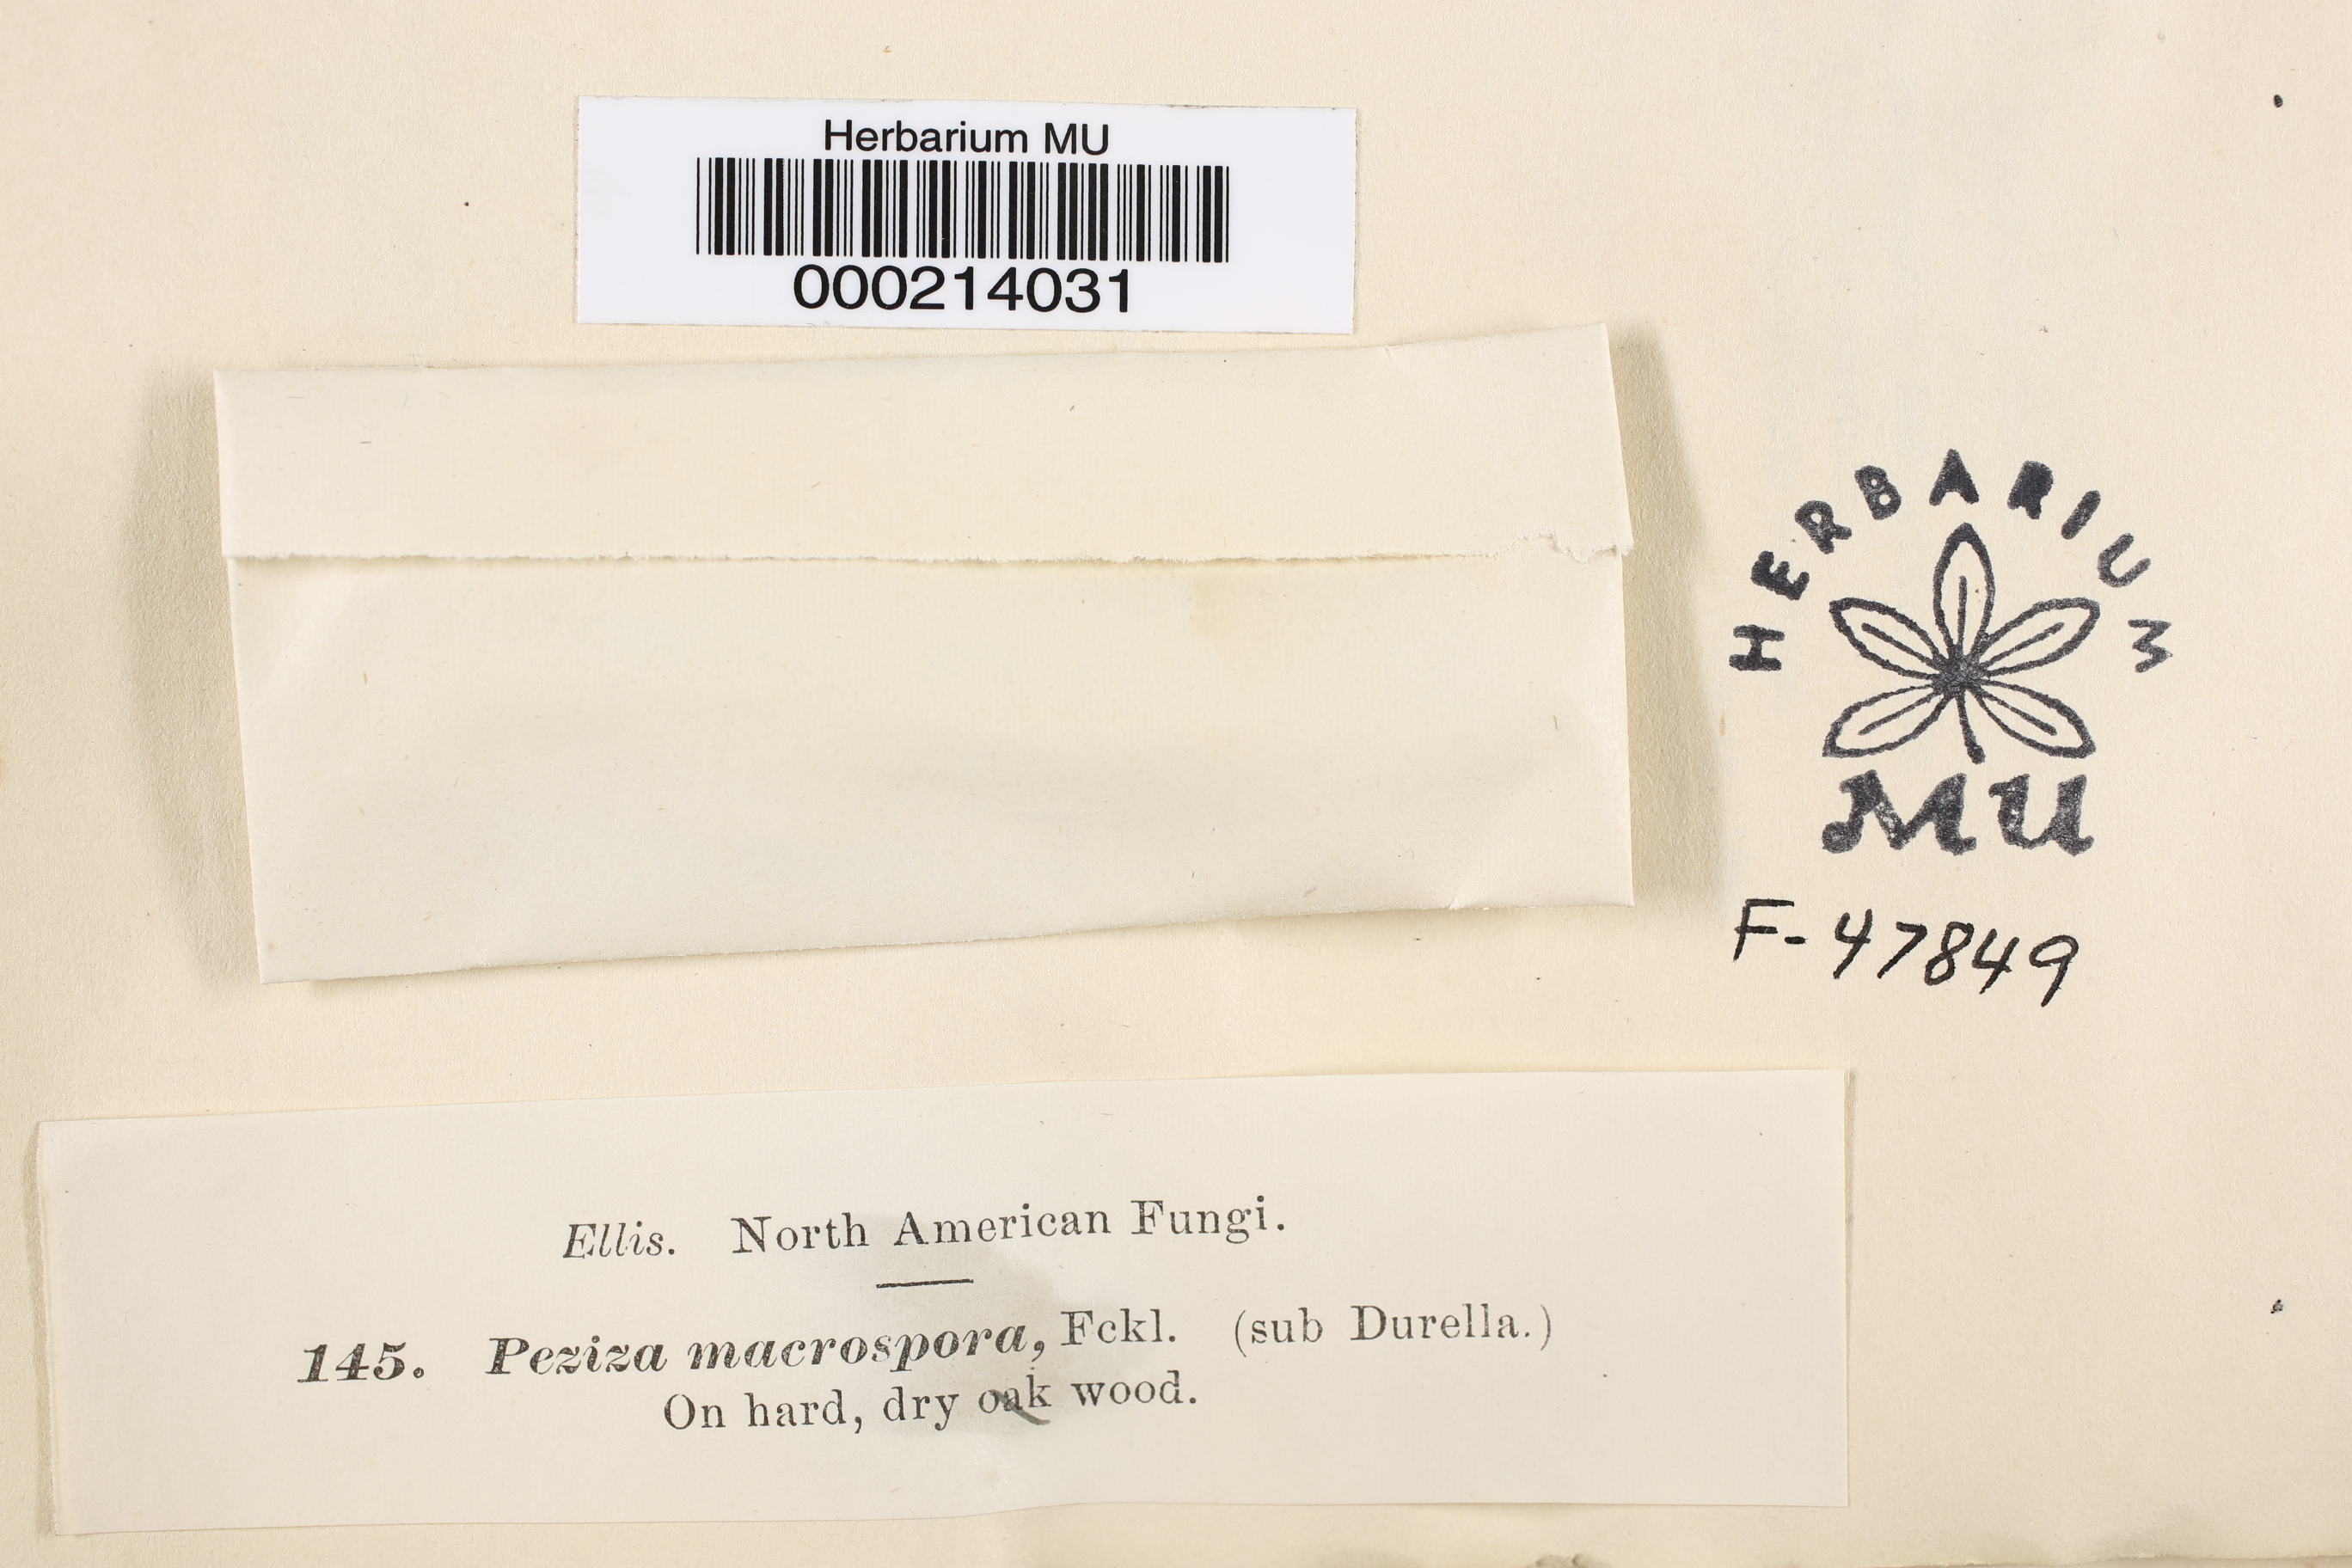 Herbarium MU
000214031
HERBARIUM
MU
F-47849
Ellis. North American Fungi.
145. Peziza macrospora, Fckl. (sub Durella.)
On hard, dry oak wood.